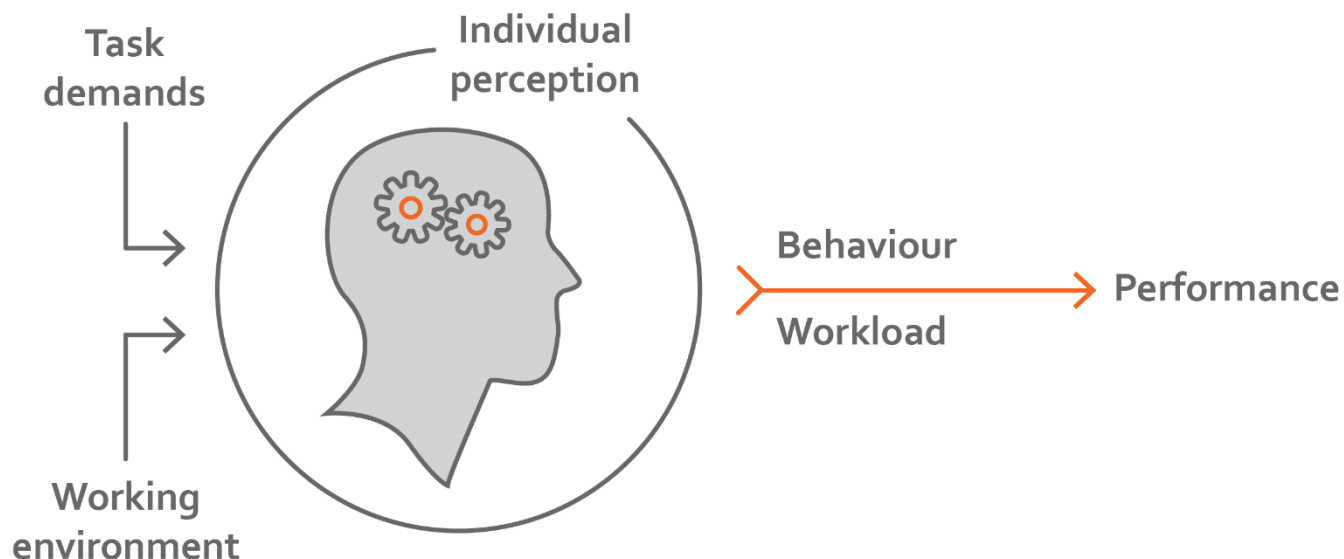 Task
demands
Individual
perception
Working
environment
Behaviour
Workload
Performance